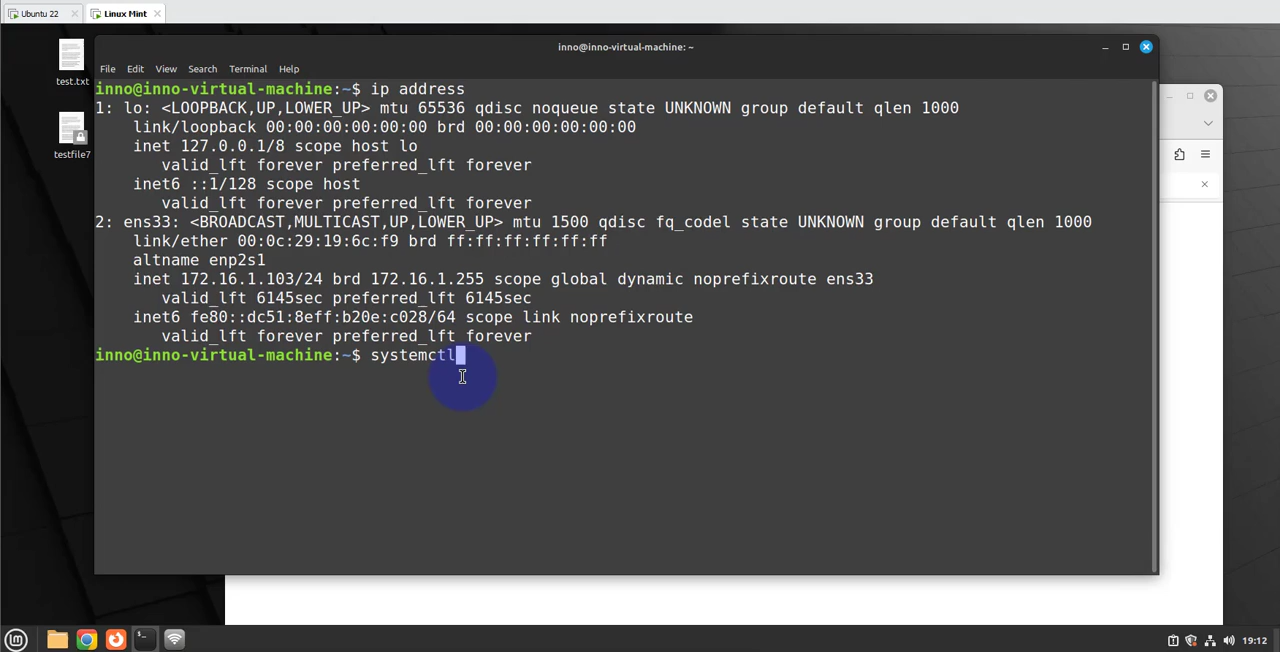 Ubuntu 22
Linux Mint
test.txt
testfile7
inno@inno-virtual-machine: ~
File Edit View Search Terminal Help
inno@inno-virtual-machine:~$ ip address
1: lo: <LOOPBACK,UP,LOWER_UP> mtu 65536 qdisc noqueue state UNKNOWN group default qlen 1000
link/loopback 00:00:00:00:00:00 brd 00:00:00:00:00:00
inet 127.0.0.1/8 scope host lo
valid_lft forever preferred_lft forever
inet6 ::1/128 scope host
valid_lft forever preferred_lft forever
2: ens33: <BROADCAST,MULTICAST,UP,LOWER_UP> mtu 1500 qdisc fq_codel state UNKNOWN group default qlen 1000
link/ether 00:0c:29:19:6c:f9 brd ff:ff:ff:ff:ff:ff
altname enp2s1
inet 172.16.1.103/24 brd 172.16.1.255 scope global dynamic noprefixroute ens33
valid_lft 6145sec preferred_lft 6145sec
inet6 fe80::dc51:8eff:b20e:c028/64 scope link noprefixroute
valid_lft forever preferred_lft forever
inno@inno-virtual-machine:~$ systemctl
19:12